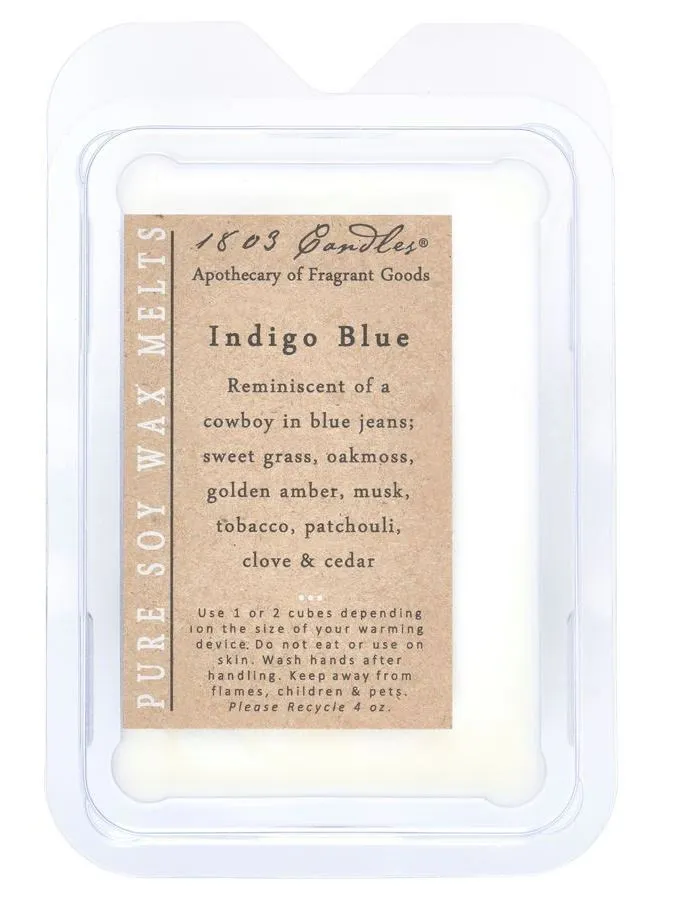 PURE SOY WAX MELTS
1803 Candles®
Apothecary of Fragrant Goods
Indigo Blue
Reminiscent of a
cowboy in blue jeans;
sweet grass, oakmoss,
golden amber, musk,
tobacco, patchouli,
clove & cedar
Use 1 or 2 cubes depending
ion the size of your warming
device. Do not eat or use on
skin. Wash hands after
handling. Keep away from
flames, children & pets.
Please Recycle 4 oz.